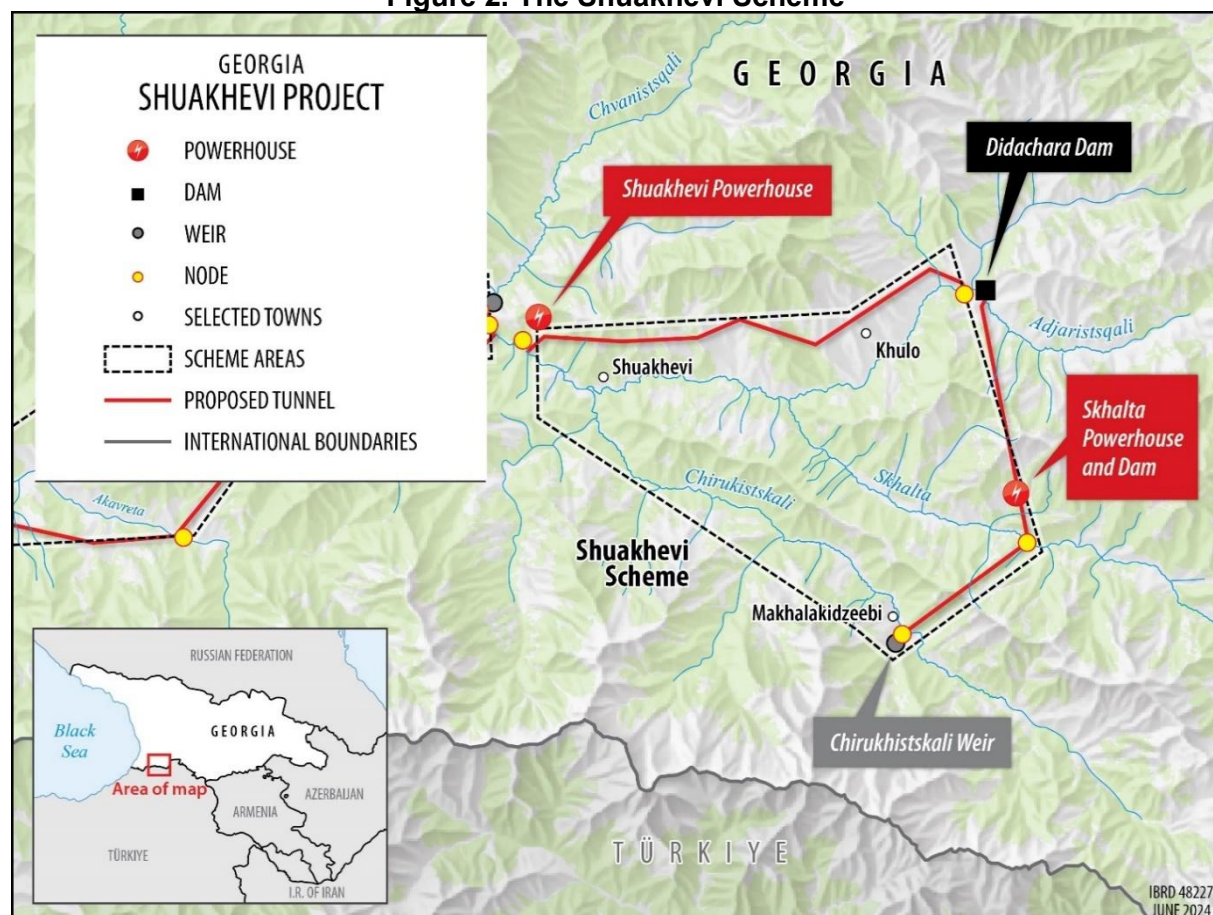 Figure 2. The Shuakhevi Scheme
GEORGIA
SHUAKHEVI PROJECT
POWERHOUSE
DAM
WEIR
NODE
SELECTED TOWNS
SCHEME AREAS
PROPOSED TUNNEL
INTERNATIONAL BOUNDARIES
GEORGIA
Chvanistsqali
Didachara Dam
Shuakhevi Powerhouse
Adjaristsqali
Khulo
Shuakhevi
Skhalta
Powerhouse
and Dam
Chirukistskali
Skhalta
Akavreta
Shuakhevi
Scheme
Makhalakidzeebi
Chirukhistskali Weir
TÜRKIYE
RUSSIAN FEDERATION
Black
Sea
GEORGIA
Area of map
ARMENIA
AZERBAIJAN
TÜRKIYE
I.R. OF IRAN
IBRD 48227
JUNE 2024